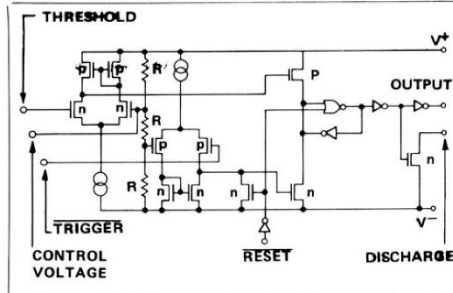 THRESHOLD
V+
p p
R
P
OUTPUT
n n
R
p p
n
R
n n n n
V−
TRIGGER
CONTROL
VOLTAGE
RESET
DISCHARGE